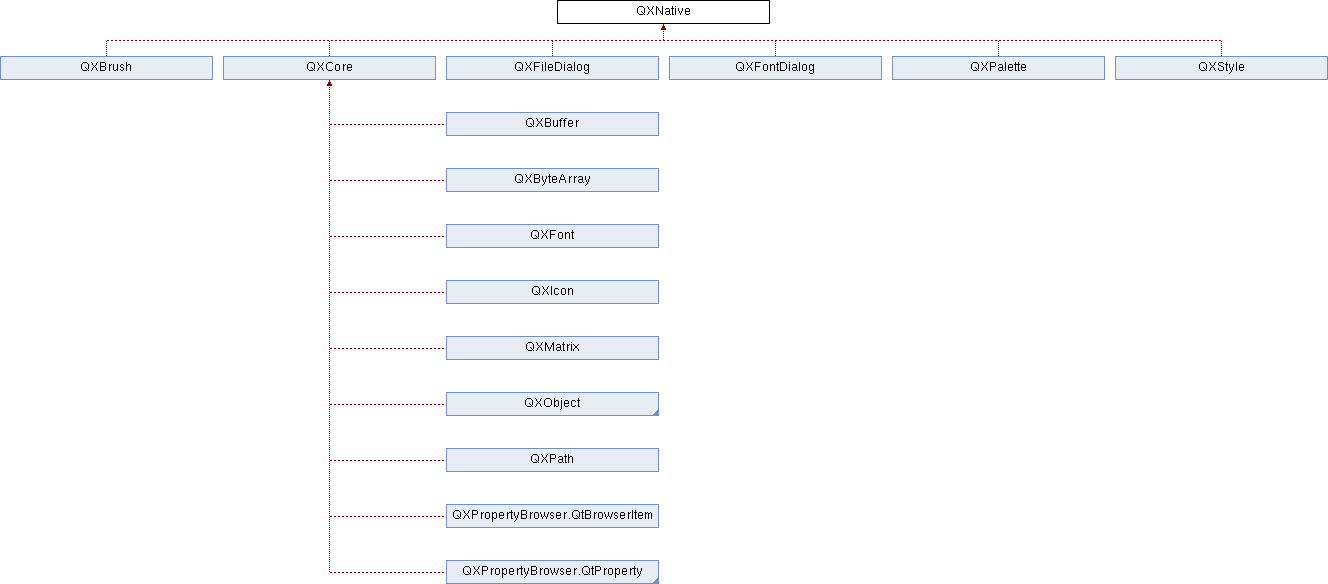 QXNative
QXBrush
QXCore
QXFileDialog
QXFontDialog
QXPalette
QXStyle
QXBuffer
QXByteArray
QXFont
QXIcon
QXMatrix
QXObject
QXPath
QXPropertyBrowser.QtBrowserItem
QXPropertyBrowser.QtProperty